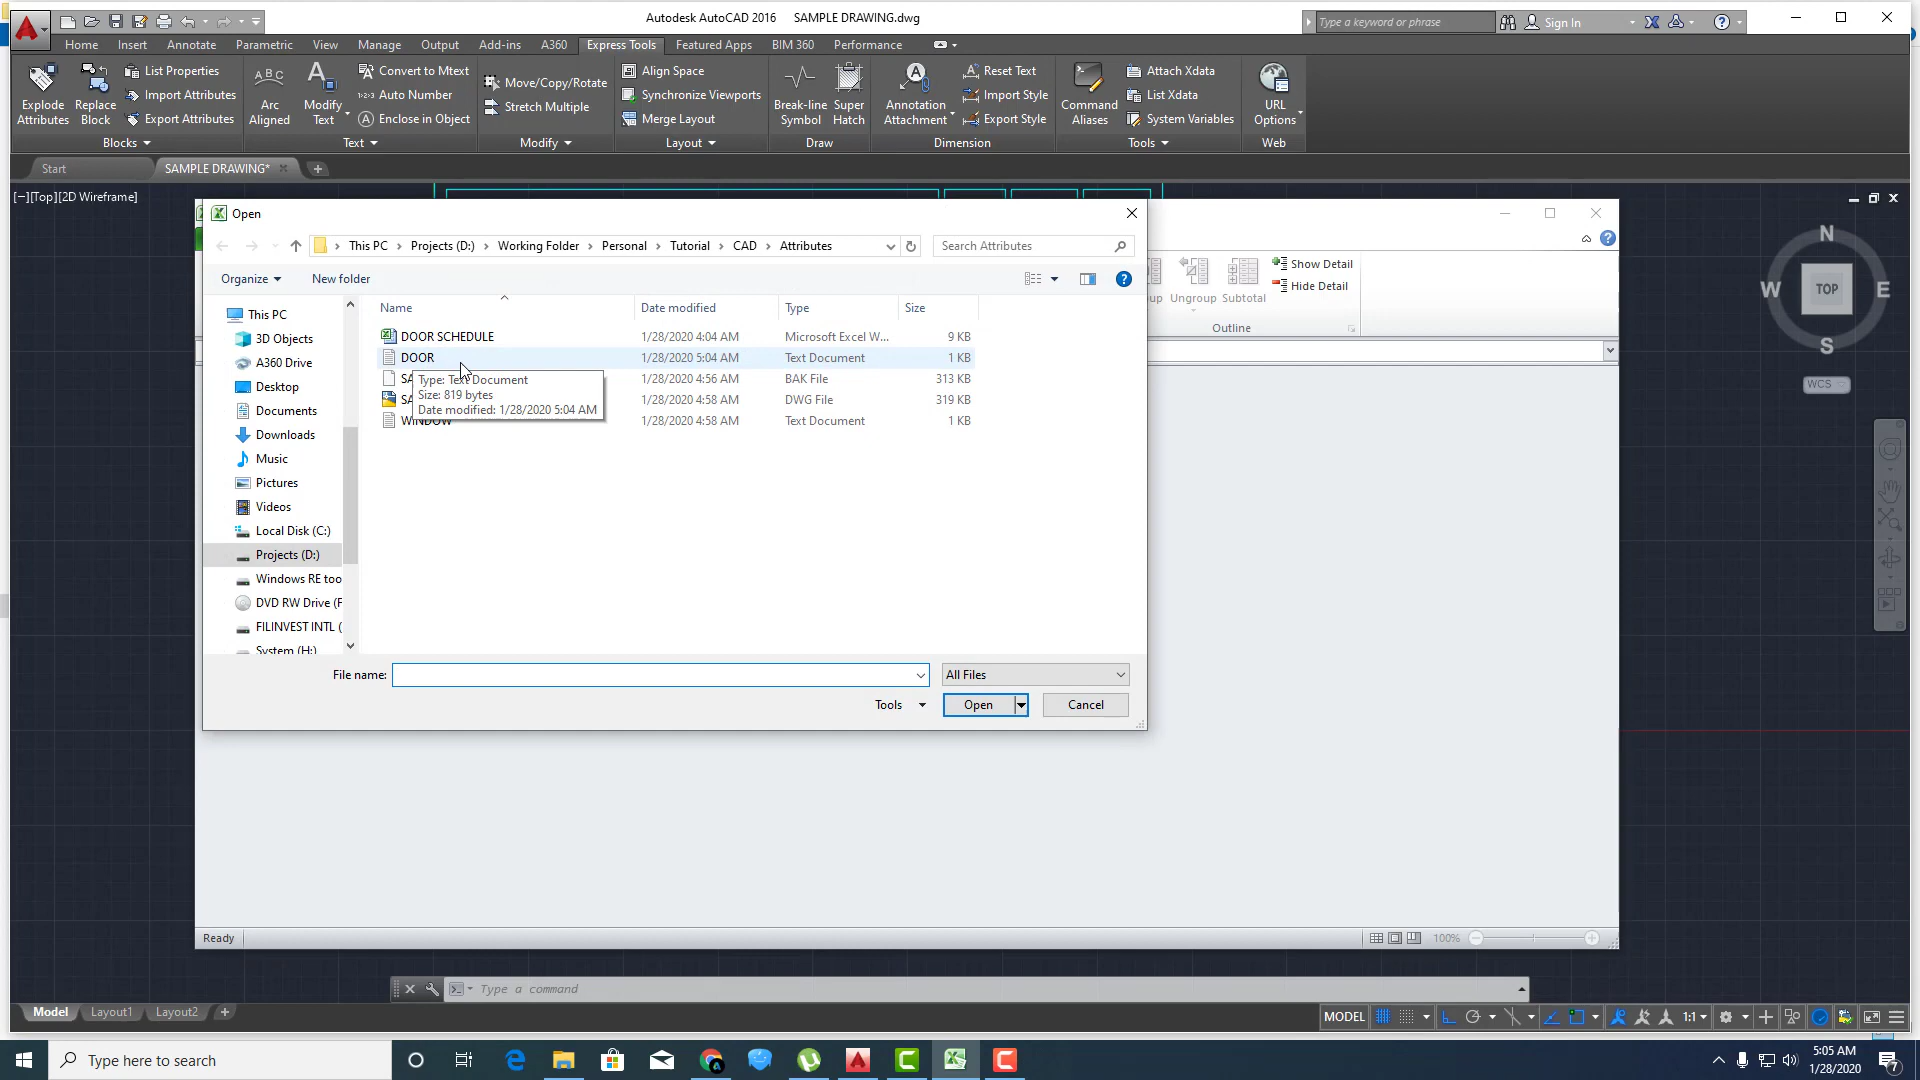 Autodesk AutoCAD 2016 SAMPLE DRAWING.dwg
Type a keyword or phrase
Sign In
Home Insert Annotate Parametric View Manage Output Add-ins A360 Express Tools Featured Apps BIM 360 Performance
Explode Attributes
Replace Block
List Properties
Import Attributes
Export Attributes
Arc Aligned
Modify Text
Convert to Mtext
Auto Number
Enclose in Object
Move/Copy/Rotate
Stretch Multiple
Align Space
Synchronize Viewports
Merge Layout
Break-line Symbol
Super Hatch
Annotation Attachment
Reset Text
Import Style
Export Style
Command Aliases
Attach Xdata
List Xdata
System Variables
URL Options
Blocks Text Modify Layout Draw Dimension Tools Web
Start SAMPLE DRAWING*
[−][Top][2D Wireframe]
Open
This PC Projects (D:) Working Folder Personal Tutorial CAD Attributes
Search Attributes
Organize New folder
Name Date modified Type Size
This PC
3D Objects
A360 Drive
Desktop
Documents
Downloads
Music
Pictures
Videos
Local Disk (C:)
Projects (D:)
Windows RE too
DVD RW Drive (F
FILINVEST INTL (
System (H:)
DOOR SCHEDULE 1/28/2020 4:04 AM Microsoft Excel W... 9 KB
DOOR 1/28/2020 5:04 AM Text Document 1 KB
SA 1/28/2020 4:56 AM BAK File 313 KB
SA 1/28/2020 4:58 AM DWG File 319 KB
WINDOW 1/28/2020 4:58 AM Text Document 1 KB
Type: Text Document
Size: 819 bytes
Date modified: 1/28/2020 5:04 AM
File name: All Files
Tools Open Cancel
Ungroup Subtotal
Show Detail
Hide Detail
Outline
N
W TOP E
S
WCS
Ready 100%
Type a command
Model Layout1 Layout2
MODEL 1:1
Type here to search
5:05 AM
1/28/2020
7